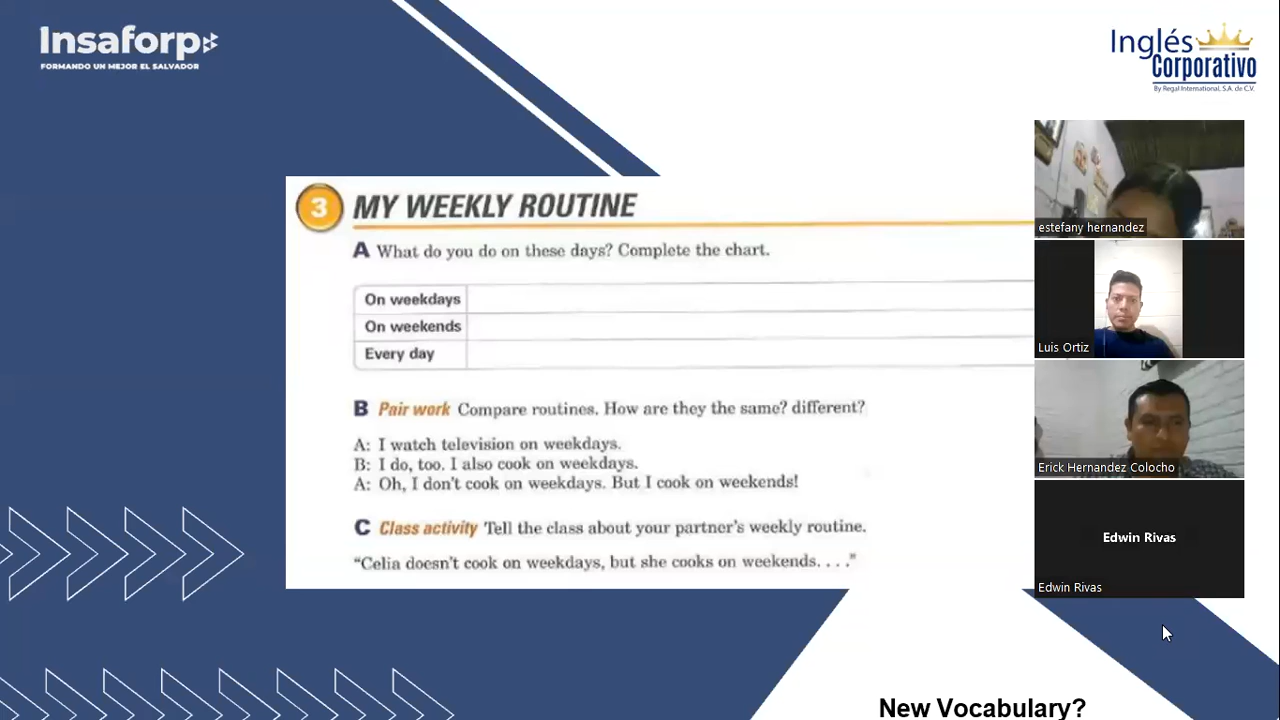 Insaforp
FORMANDO UN MEJOR EL SALVADOR
Inglés
Corporativo
By Regal International, S.A. de C.V.
3 MY WEEKLY ROUTINE
A What do you do on these days? Complete the chart.
On weekdays
On weekends
Every day
B Pair work Compare routines. How are they the same? different?
A: I watch television on weekdays.
B: I do, too. I also cook on weekdays.
A: Oh, I don't cook on weekdays. But I cook on weekends!
C Class activity Tell the class about your partner's weekly routine.
“Celia doesn't cook on weekdays, but she cooks on weekends. . . .”
estefany hernandez
Luis Ortiz
Erick Hernandez Colocho
Edwin Rivas
Edwin Rivas
New Vocabulary?